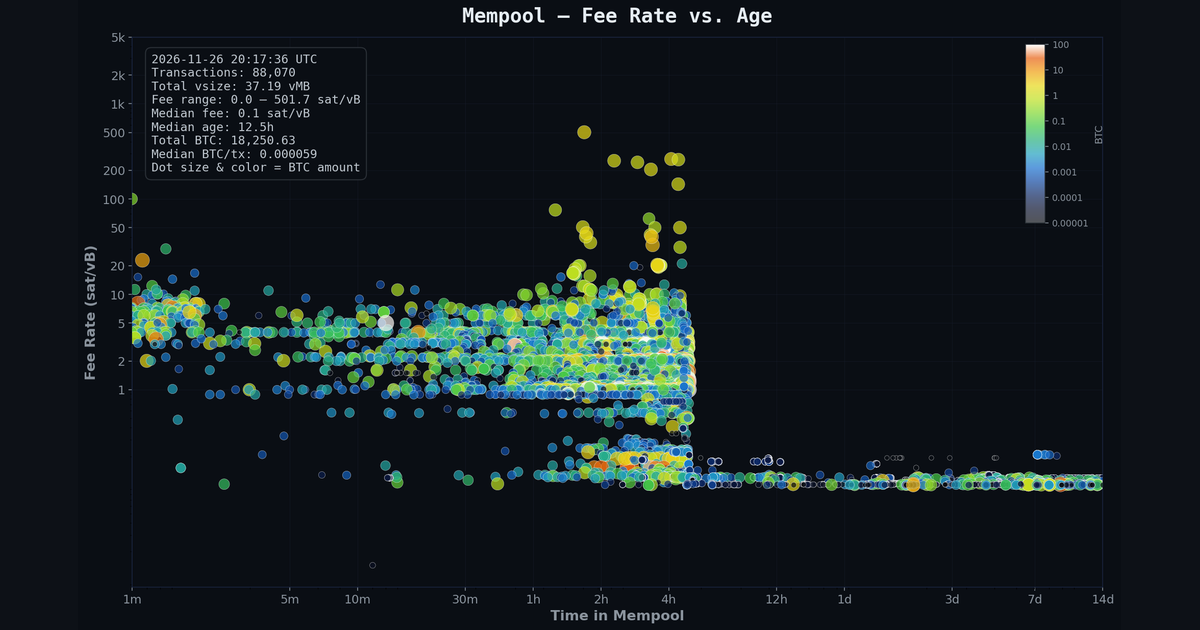 Mempool — Fee Rate vs. Age
2026-11-26 20:17:36 UTC
Transactions: 88,070
Total vsize: 37.19 vMB
Fee range: 0.0 – 501.7 sat/vB
Median fee: 0.1 sat/vB
Median age: 12.5h
Total BTC: 18,250.63
Median BTC/tx: 0.000059
Dot size & color = BTC amount
100
10
1
0.1
0.01
0.001
0.0001
0.00001
BTC
Fee Rate (sat/vB)
5k
2k
1k
500
200
100
50
20
10
5
2
1
1m
5m
10m
30m
1h
2h
4h
12h
1d
3d
7d
14d
Time in Mempool